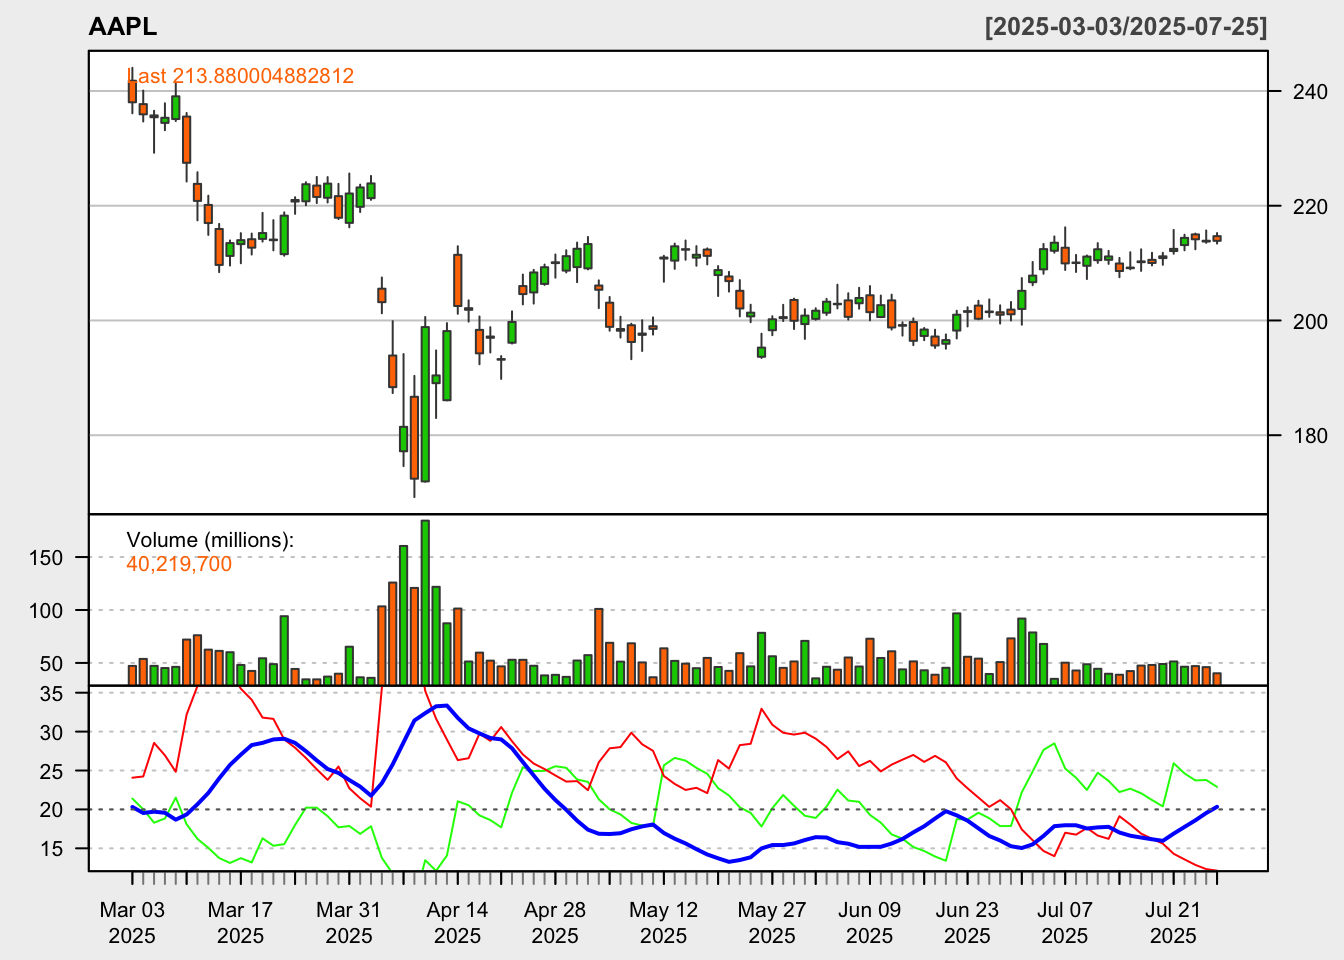 AAPL [2025-03-03/2025-07-25]
Last 213.880004882812
240
220
200
180
Volume (millions):
40,219,700
150
100
50
35
30
25
20
15
Mar 03 Mar 17 Mar 31 Apr 14 Apr 28 May 12 May 27 Jun 09 Jun 23 Jul 07 Jul 21
2025 2025 2025 2025 2025 2025 2025 2025 2025 2025 2025